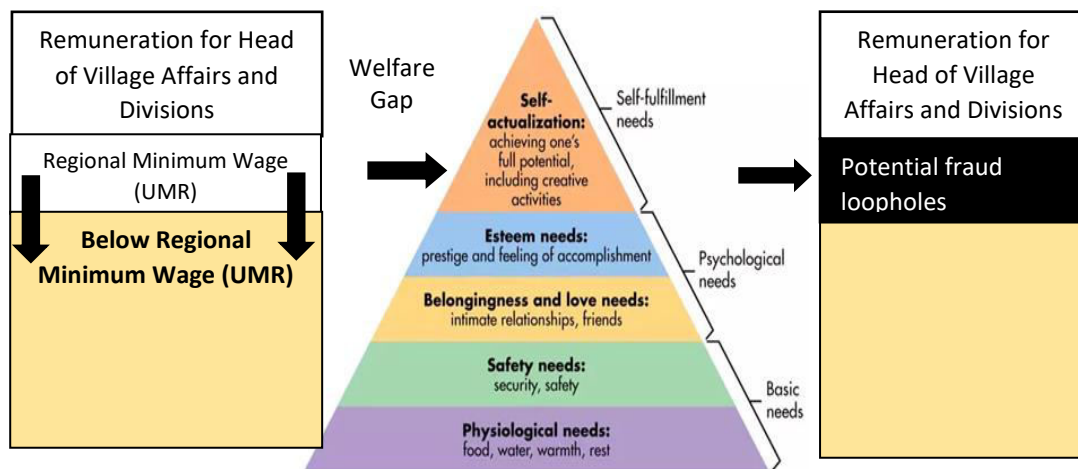 Remuneration for Head
of Village Affairs and
Divisions
Regional Minimum Wage
(UMR)
Below Regional
Minimum Wage (UMR)
Welfare
Gap
Self-
actualization:
achieving one's
full potential,
including creative
activities
Esteem needs:
prestige and feeling of accomplishment
Belongingness and love needs:
intimate relationships, friends
Safety needs:
security, safety
Physiological needs:
food, water, warmth, rest
Self-fulfillment
needs
Psychological
needs
Basic
needs
Remuneration for
Head of Village
Affairs and Divisions
Potential fraud
loopholes